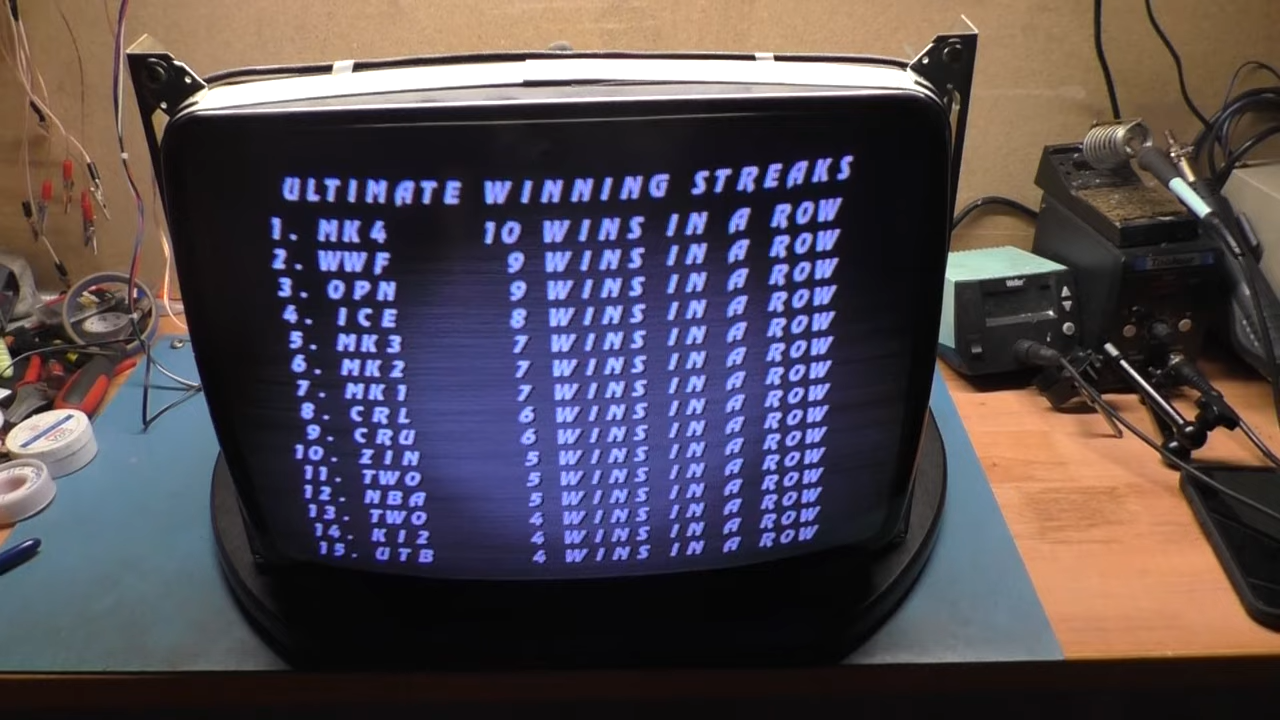 ULTIMATE WINNING STREAKS
1. MK4 10 WINS IN A ROW
2. WWF 9 WINS IN A ROW
3. OPN 9 WINS IN A ROW
4. ICE 8 WINS IN A ROW
5. MK3 7 WINS IN A ROW
6. MK2 7 WINS IN A ROW
7. MK1 7 WINS IN A ROW
8. CRL 6 WINS IN A ROW
9. CRU 6 WINS IN A ROW
10. ZIN 5 WINS IN A ROW
11. TWO 5 WINS IN A ROW
12. NBA 5 WINS IN A ROW
13. TWO 4 WINS IN A ROW
14. KI2 4 WINS IN A ROW
15. UTB 4 WINS IN A ROW
Weller